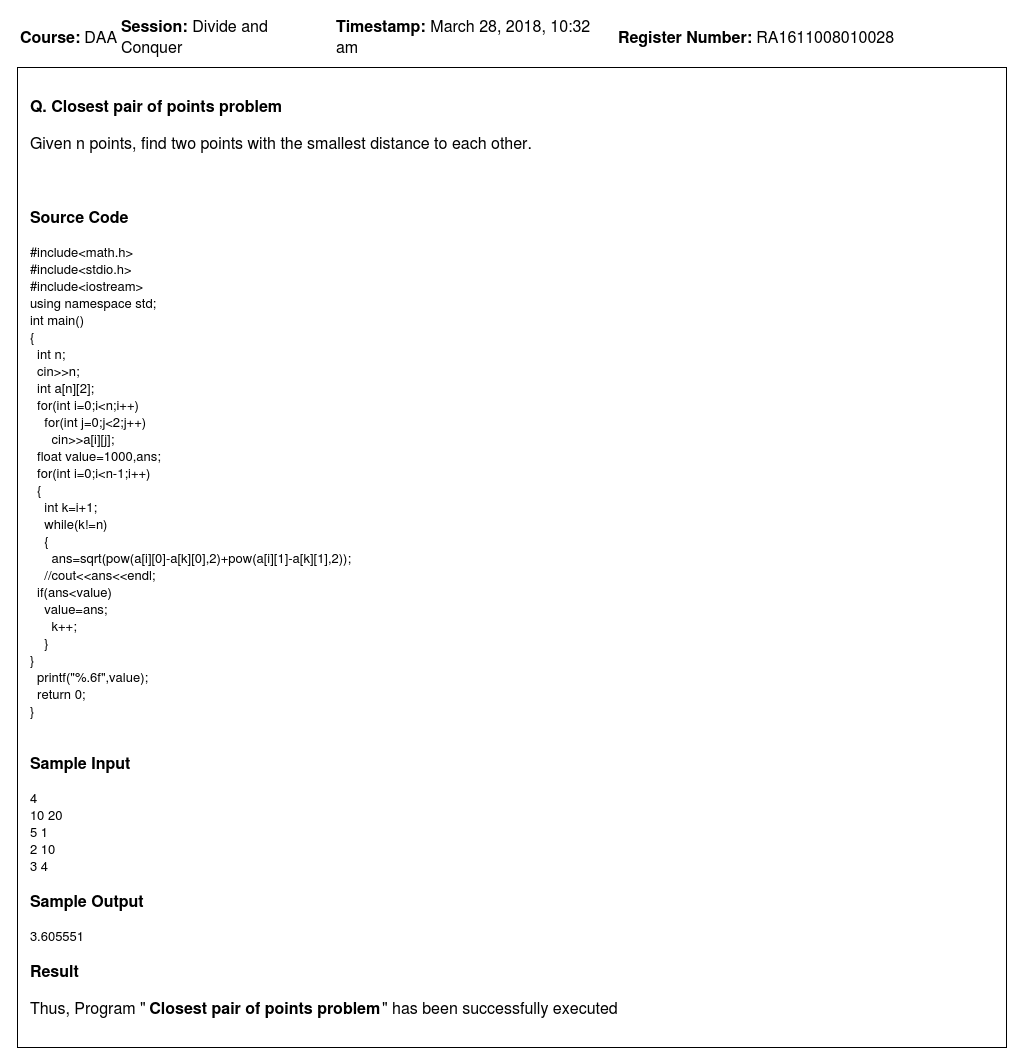 Course: DAA Session: Divide and Conquer Timestamp: March 28, 2018, 10:32 am Register Number: RA1611008010028
Q. Closest pair of points problem
Given n points, find two points with the smallest distance to each other.
Source Code
#include<math.h>
#include<stdio.h>
#include<iostream>
using namespace std;
int main()
{
  int n;
  cin>>n;
  int a[n][2];
  for(int i=0;i<n;i++)
    for(int j=0;j<2;j++)
      cin>>a[i][j];
  float value=1000,ans;
  for(int i=0;i<n-1;i++)
  {
    int k=i+1;
    while(k!=n)
    {
      ans=sqrt(pow(a[i][0]-a[k][0],2)+pow(a[i][1]-a[k][1],2));
    //cout<<ans<<endl;
  if(ans<value)
    value=ans;
      k++;
    }
}
  printf("%.6f",value);
  return 0;
}
Sample Input
4
10 20
5 1
2 10
3 4
Sample Output
3.605551
Result
Thus, Program " Closest pair of points problem" has been successfully executed